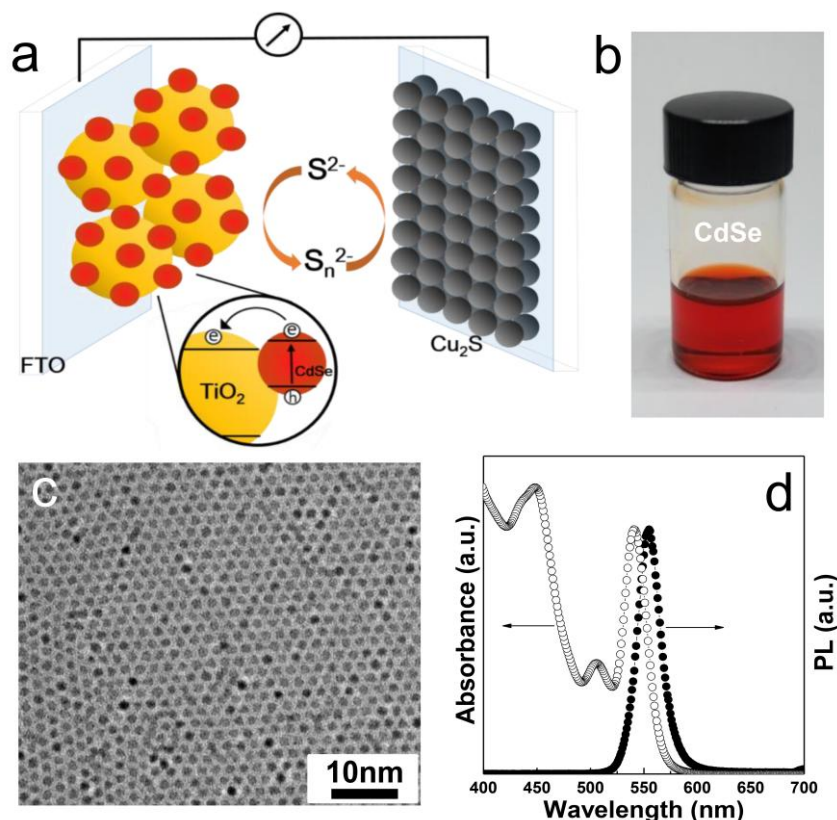 a
S²⁻
Sₙ²⁻
FTO
Cu₂S
e
e
CdSe
TiO₂
h
b
CdSe
c
10nm
d
Absorbance (a.u.)
PL (a.u.)
400 450 500 550 600 650 700
Wavelength (nm)